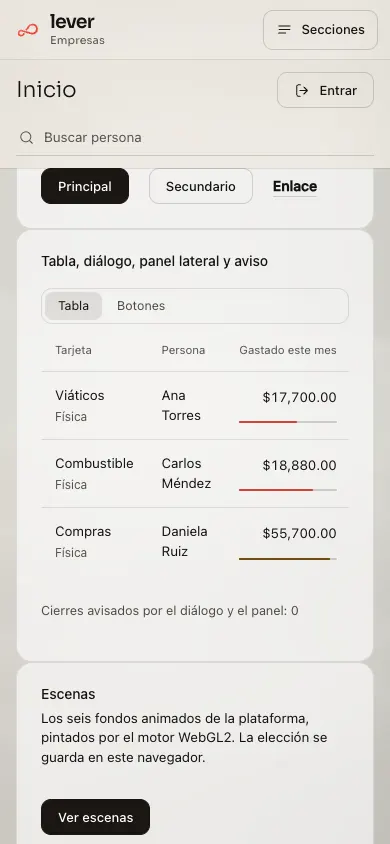 lever
Empresas
Secciones
Inicio
Entrar
Buscar persona
Principal
Secundario
Enlace
Tabla, diálogo, panel lateral y aviso
Tabla
Botones
Tarjeta
Persona
Gastado este mes
Viáticos
Física
Ana
Torres
$17,700.00
Combustible
Física
Carlos
Méndez
$18,880.00
Compras
Física
Daniela
Ruiz
$55,700.00
Cierres avisados por el diálogo y el panel: 0
Escenas
Los seis fondos animados de la plataforma,
pintados por el motor WebGL2. La elección se
guarda en este navegador.
Ver escenas